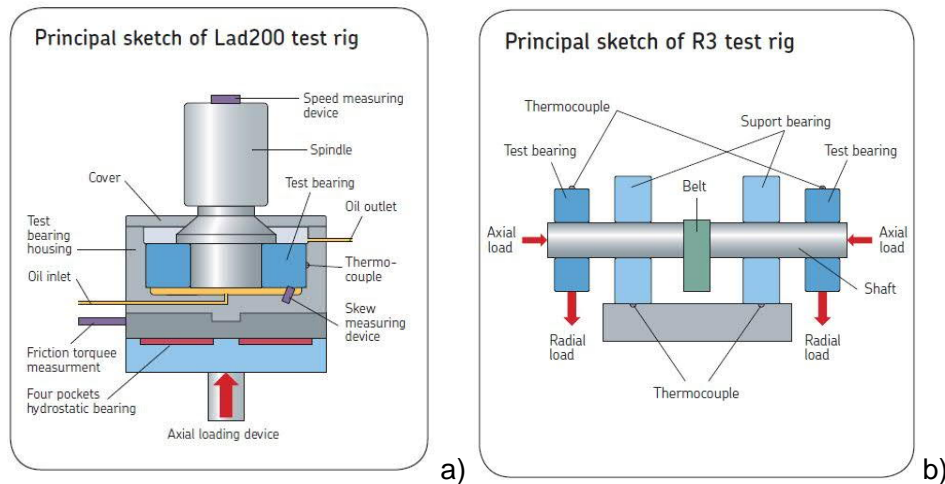 Principal sketch of Lad200 test rig
Speed measuring
device
Spindle
Test bearing
Cover
Oil outlet
Test
bearing
housing
Thermo-
couple
Oil inlet
Skew
measuring
device
Friction torquee
measurment
Four pockets
hydrostatic bearing
Axial loading device
a)
Principal sketch of R3 test rig
Thermocouple
Suport bearing
Test bearing
Test bearing
Belt
Axial
load
Axial
load
Shaft
Radial
load
Radial
load
Thermocouple
b)